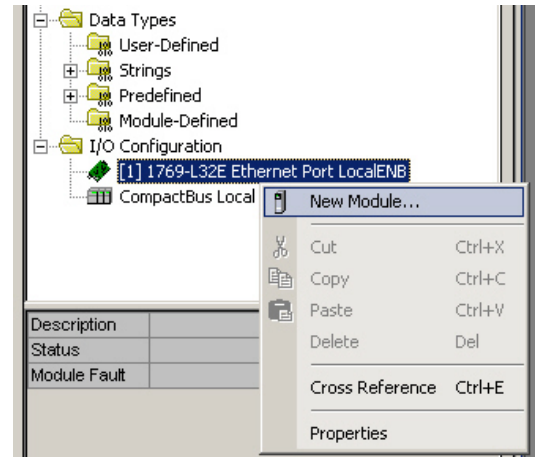 Data Types
User-Defined
Strings
Predefined
Module-Defined
I/O Configuration
[1] 1769-L32E Ethernet Port LocalENB
CompactBus Local
New Module...
Cut Ctrl+X
Copy Ctrl+C
Paste Ctrl+V
Delete Del
Cross Reference Ctrl+E
Properties
Description
Status
Module Fault